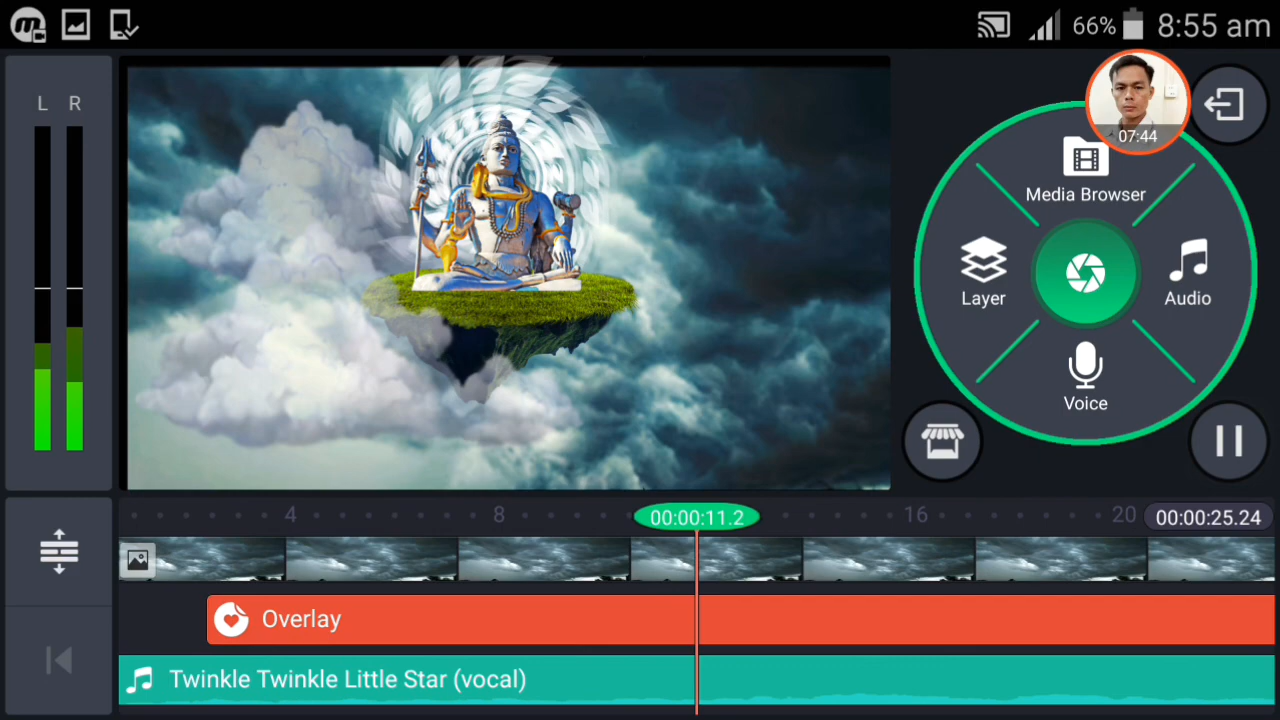 66% 8:55 am
L R
07:44
Media Browser
Layer
Audio
Voice
4 8 00:00:11.2 16 20 00:00:25.24
Overlay
Twinkle Twinkle Little Star (vocal)